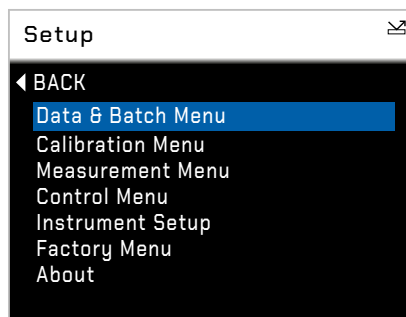 Setup
BACK
Data & Batch Menu
Calibration Menu
Measurement Menu
Control Menu
Instrument Setup
Factory Menu
About